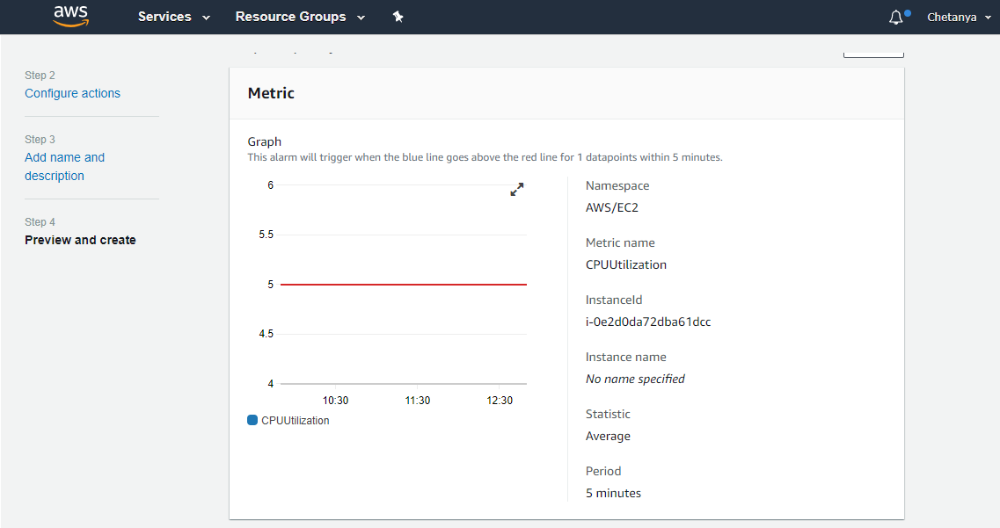 aws Services Resource Groups Chetanya
Step 2
Configure actions
Step 3
Add name and
description
Step 4
Preview and create
Metric
Graph
This alarm will trigger when the blue line goes above the red line for 1 datapoints within 5 minutes.
6
5.5
5
4.5
4
10:30 11:30 12:30
CPUUtilization
Namespace
AWS/EC2
Metric name
CPUUtilization
InstanceId
i-0e2d0da72dba61dcc
Instance name
No name specified
Statistic
Average
Period
5 minutes